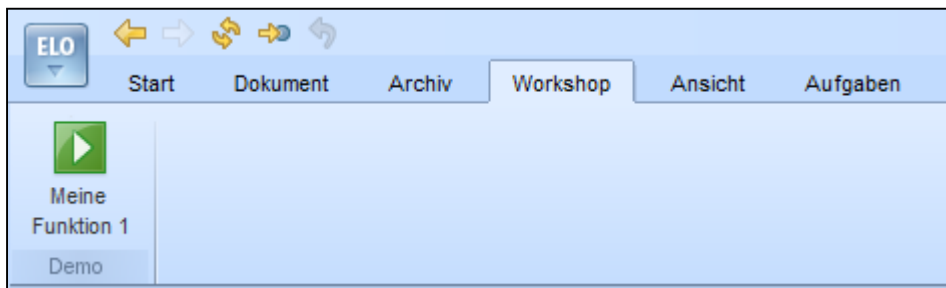 ELO
Start Dokument Archiv Workshop Ansicht Aufgaben
Meine
Funktion 1
Demo